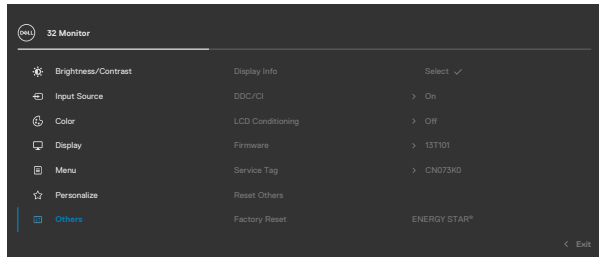 DELL 32 Monitor
Brightness/Contrast Display Info Select ✓
Input Source DDC/CI > On
Color LCD Conditioning > Off
Display Firmware > 13T101
Menu Service Tag > CN073K0
Personalize Reset Others
Others Factory Reset ENERGY STAR®
< Exit